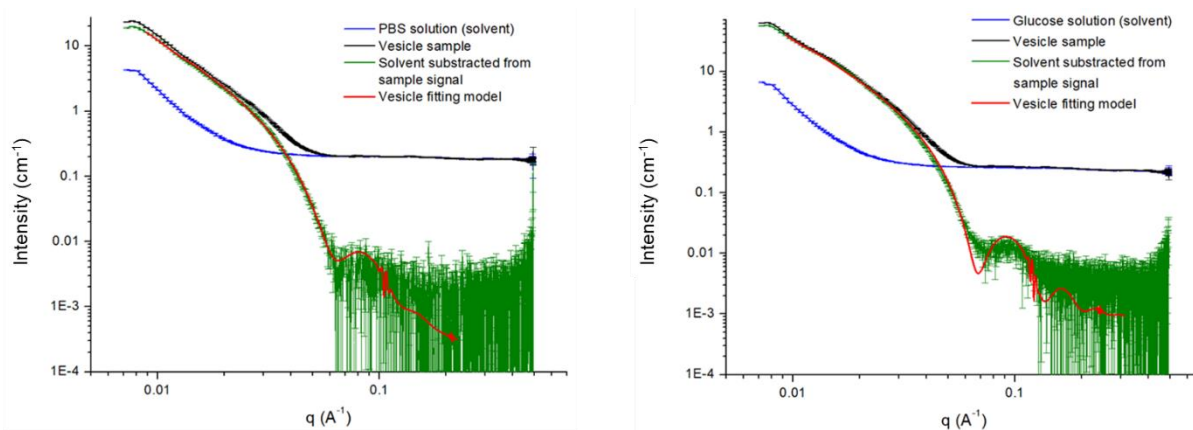 PBS solution (solvent)
Vesicle sample
Solvent substracted from
sample signal
Vesicle fitting model
10
1
0.1
0.01
1E-3
1E-4
Intensity (cm-1)
0.01
0.1
q (A-1)
Glucose solution (solvent)
Vesicle sample
Solvent substracted from
sample signal
Vesicle fitting model
10
1
0.1
0.01
1E-3
1E-4
Intensity (cm-1)
0.01
0.1
q (A-1)